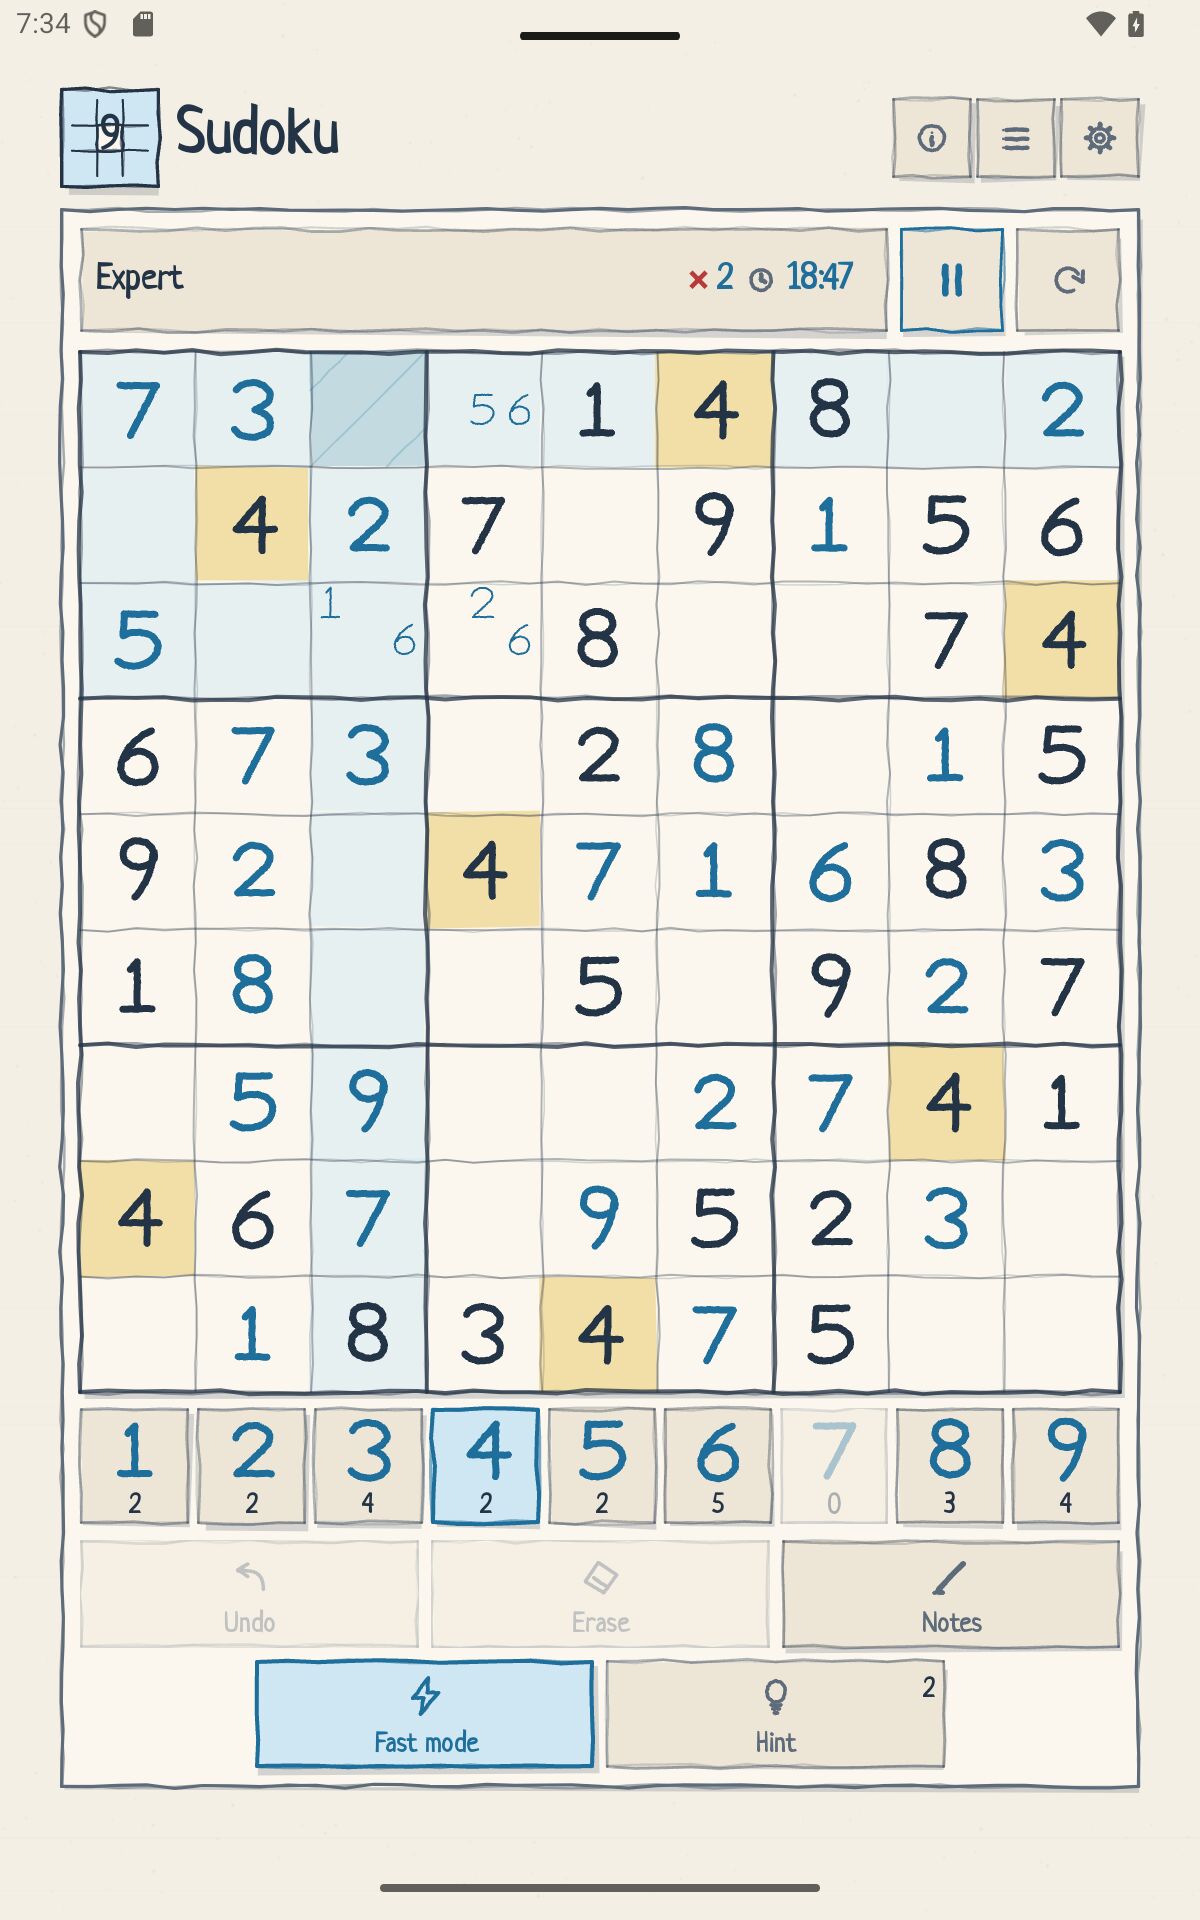 7:34
9 Sudoku
Expert 2 18:47
7 3 5 6 1 4 8 2
4 2 7 9 1 5 6
5 1 6 2 6 8 7 4
6 7 3 2 8 1 5
9 2 4 7 1 6 8 3
1 8 5 9 2 7
5 9 2 7 4 1
4 6 7 9 5 2 3
1 8 3 4 7 5
1 2 3 4 5 6 7 8 9
2 2 4 2 2 5 0 3 4
Undo Erase Notes
2
Fast mode Hint